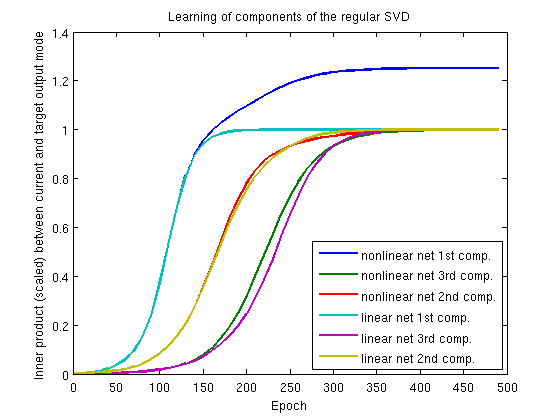 Learning of components of the regular SVD
Inner product (scaled) between current and target output mode
1.4
1.2
1
0.8
0.6
0.4
0.2
0
nonlinear net 1st comp.
nonlinear net 3rd comp.
nonlinear net 2nd comp.
linear net 1st comp.
linear net 3rd comp.
linear net 2nd comp.
0 50 100 150 200 250 300 350 400 450 500
Epoch